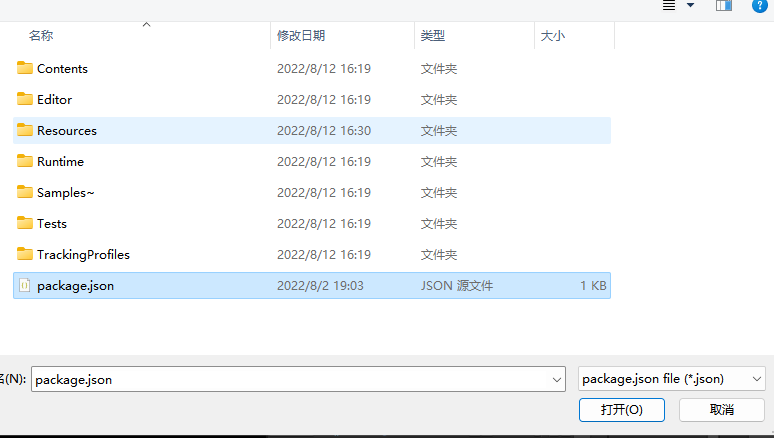 名称 修改日期 类型 大小
Contents 2022/8/12 16:19 文件夹
Editor 2022/8/12 16:19 文件夹
Resources 2022/8/12 16:30 文件夹
Runtime 2022/8/12 16:19 文件夹
Samples~ 2022/8/12 16:19 文件夹
Tests 2022/8/12 16:19 文件夹
TrackingProfiles 2022/8/12 16:19 文件夹
package.json 2022/8/2 19:03 JSON 源文件 1 KB
名(N): package.json package.json file (*.json)
打开(O) 取消